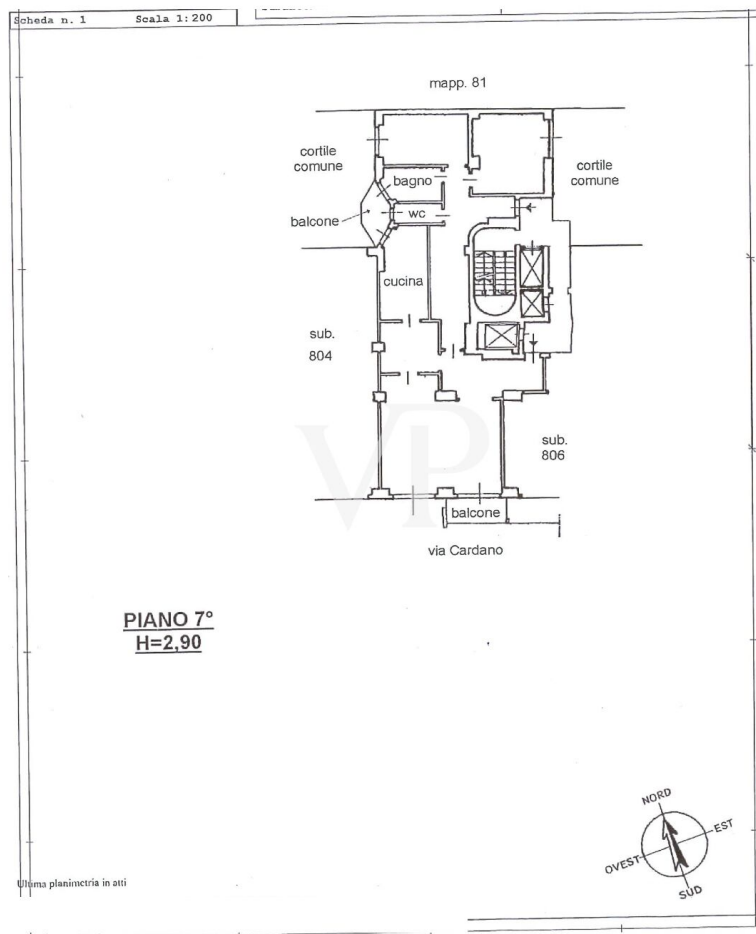 Scheda n. 1
Scala 1:200
mapp. 81
cortile
comune
cortile
comune
bagno
wc
balcone
cucina
sub.
804
sub.
806
VP
balcone
via Cardano
PIANO 7°
H=2,90
NORD
EST
OVEST
SUD
Ultima planimetria in atti